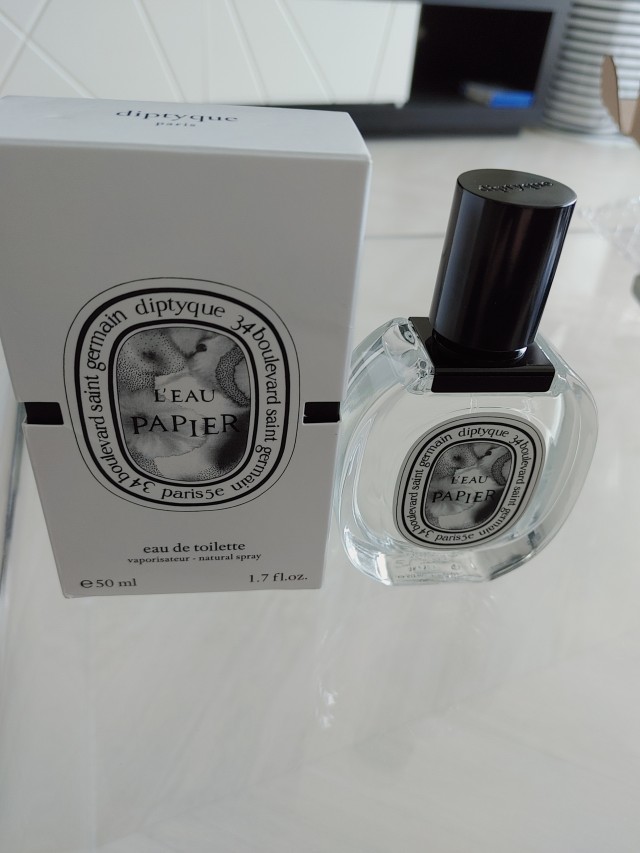 diptyque
paris
diptyque 34 boulevard saint germain paris5e 34 boulevard saint germain
L'EAU
PAPIER
eau de toilette
vaporisateur - natural spray
e 50 ml
1.7 fl.oz.
diptyque
diptyque 34 boulevard saint germain paris5e 34 boulevard saint germain
L'EAU
PAPIER